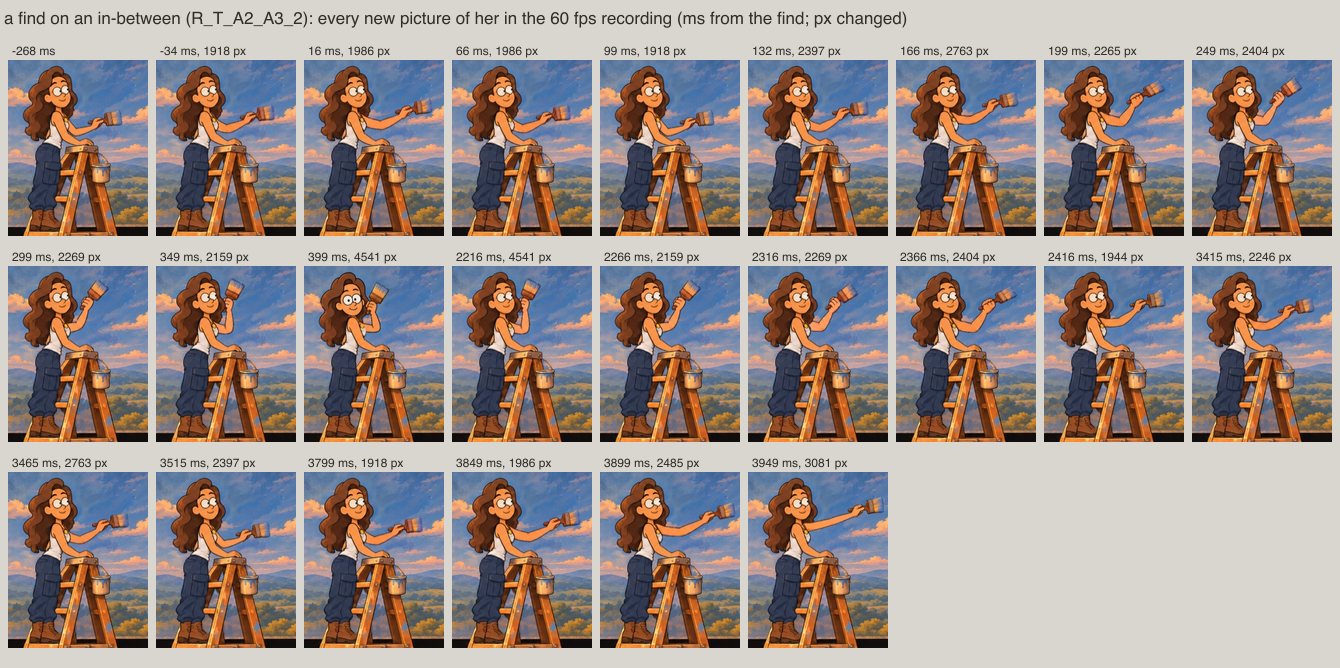 a find on an in-between (R_T_A2_A3_2): every new picture of her in the 60 fps recording (ms from the find; px changed)
-268 ms
-34 ms, 1918 px
16 ms, 1986 px
66 ms, 1986 px
99 ms, 1918 px
132 ms, 2397 px
166 ms, 2763 px
199 ms, 2265 px
249 ms, 2404 px
299 ms, 2269 px
349 ms, 2159 px
399 ms, 4541 px
2216 ms, 4541 px
2266 ms, 2159 px
2316 ms, 2269 px
2366 ms, 2404 px
2416 ms, 1944 px
3415 ms, 2246 px
3465 ms, 2763 px
3515 ms, 2397 px
3799 ms, 1918 px
3849 ms, 1986 px
3899 ms, 2485 px
3949 ms, 3081 px